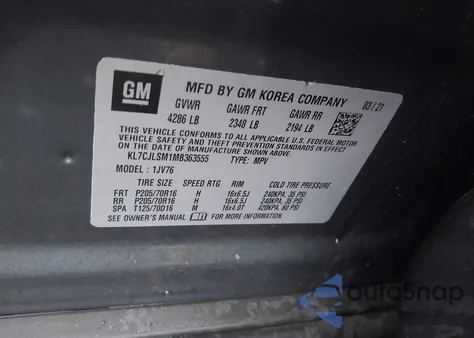 GM
MFD BY GM KOREA COMPANY
03/21
GVWR GAWR FRT GAWR RR
4286 LB 2348 LB 2194 LB
THIS VEHICLE CONFORMS TO ALL APPLICABLE U.S. FEDERAL MOTOR
VEHICLE SAFETY AND THEFT PREVENTION STANDARDS IN EFFECT
ON THE DATE OF MANUFACTURE SHOWN ABOVE.
KL7CJLSM1MB363555 TYPE: MPV
MODEL: 1JV76
TIRE SIZE SPEED RTG RIM COLD TIRE PRESSURE
FRT P205/70R16 H 16x6.5J 240KPA, 35 PSI
RR P205/70R16 H 16x6.5J 240KPA, 35 PSI
SPA T125/70D16 M 16x4.0T 420KPA, 60 PSI
SEE OWNER'S MANUAL FOR MORE INFORMATION
autoSnap